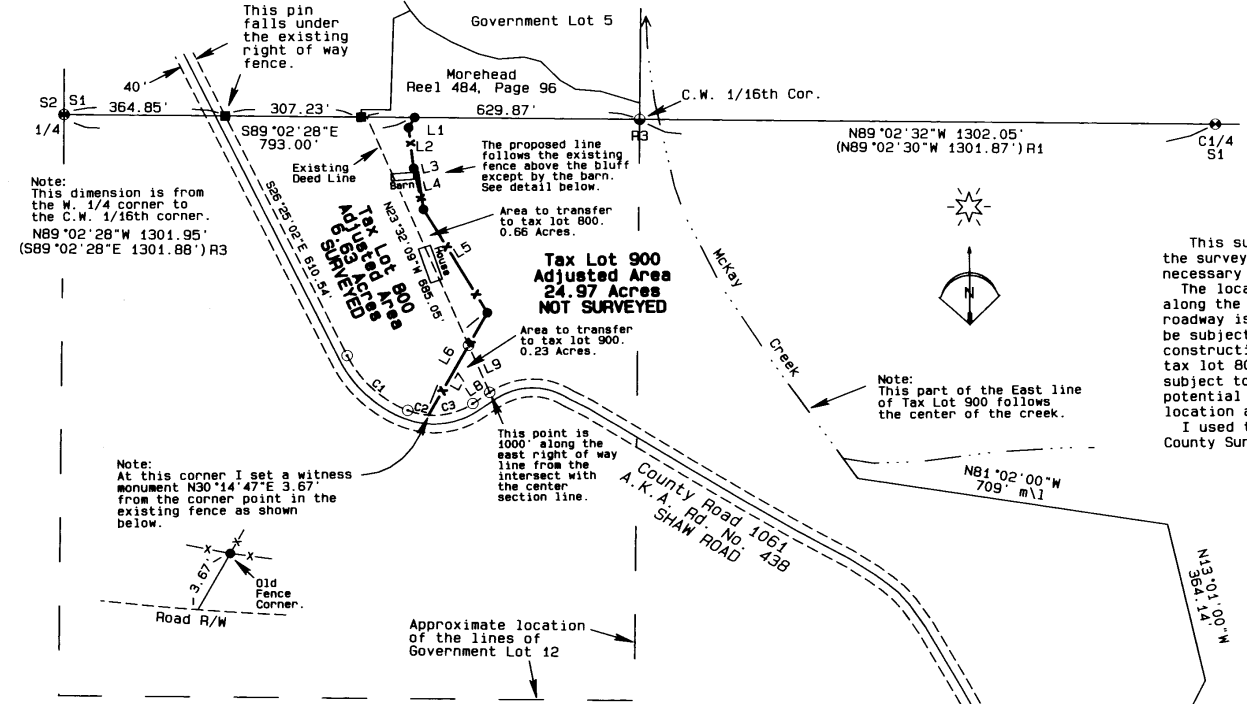 This pin
falls under
the existing
right of way
fence.
Government Lot 5
Morehead
Reel 484, Page 96
40'
S2
S1
1/4
364.85'
307.23'
629.87'
S89°02'28"E
793.00'
C.W. 1/16th Cor.
R3
N89°02'32"W 1302.05'
(N89°02'30"W 1301.87')R1
C1/4
S1
L1
L2
L3
L4
Barn
Existing
Deed Line
The proposed line
follows the existing
fence above the bluff
except by the barn.
See detail below.
Note:
This dimension is from
the W. 1/4 corner to
the C.W. 1/16th corner.
N89°02'28"W 1301.95'
(S89°02'28"E 1301.88')R3
S26°25'02"E 610.54'
Tax Lot 800
Adjusted Area
6.63 Acres
SURVEYED
N23°32'09"W 685.05'
House
L5
Area to transfer
to tax lot 800.
0.66 Acres.
Tax Lot 900
Adjusted Area
24.97 Acres
NOT SURVEYED
McKay
Creek
N
This su
the survey
necessary
The loca
along the
roadway is
be subject
constructi
tax lot 80
subject to
potential
location a
I used t
County Sur
Area to transfer
to tax lot 900.
0.23 Acres.
L6
L7
L8
L9
C1
C2
C3
Note:
This part of the East line
of Tax Lot 900 follows
the center of the creek.
This point is
1000' along the
east right of way
line from the
intersect with
the center
section line.
Note:
At this corner I set a witness
monument N30°14'47"E 3.67'
from the corner point in the
existing fence as shown
below.
3.67'
Old
Fence
Corner.
Road R/W
County Road 1061
A.K.A. Rd. No. 438
SHAW ROAD
N81°02'00"W
709' m\l
N13°01'00"W
364.14'
Approximate location
of the lines of
Government Lot 12